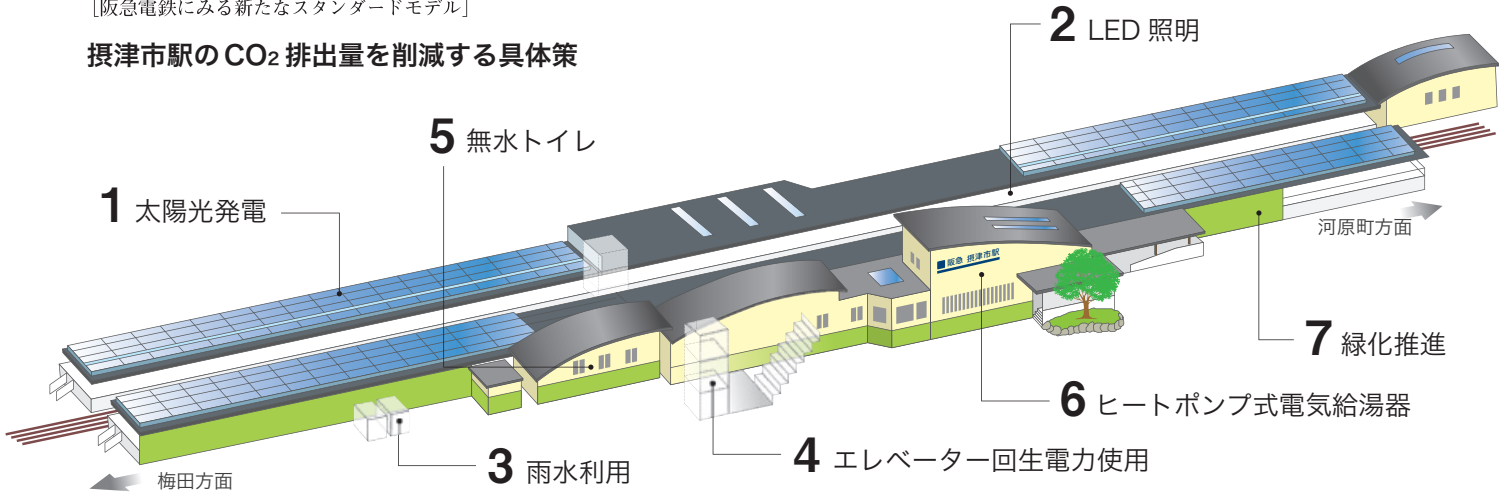 [阪急電鉄にみる新たなスタンダードモデル]
摂津市駅のCO₂排出量を削減する具体策
2 LED 照明
5 無水トイレ
1 太陽光発電
河原町方面
阪急 摂津市駅
7 緑化推進
6 ヒートポンプ式電気給湯器
4 エレベーター回生電力使用
3 雨水利用
梅田方面